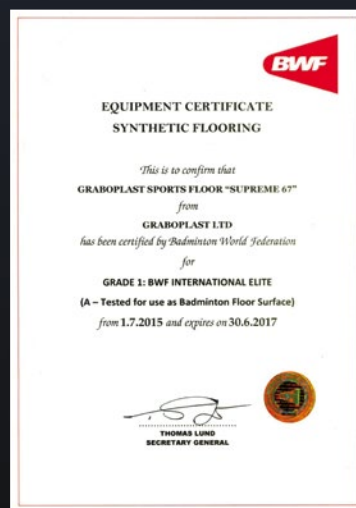 BWF
EQUIPMENT CERTIFICATE
SYNTHETIC FLOORING
This is to confirm that
GRABOPLAST SPORTS FLOOR “SUPREME 67”
from
GRABOPLAST LTD
has been certified by Badminton World Federation
for
GRADE 1: BWF INTERNATIONAL ELITE
(A – Tested for use as Badminton Floor Surface)
from 1.7.2015 and expires on 30.6.2017
THOMAS LUND
SECRETARY GENERAL